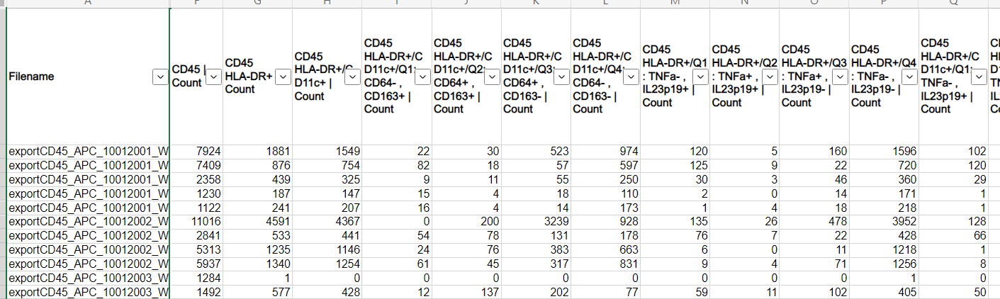 A F G H I J K L M N O P Q
Filename
CD45 | Count
CD45 HLA-DR+ Count
CD45 HLA-DR+/C D11c+ | Count
CD45 HLA-DR+/C D11c+/Q1: CD64- , CD163+ | Count
CD45 HLA-DR+/C D11c+/Q2: CD64+ , CD163+ | Count
CD45 HLA-DR+/C D11c+/Q3: CD64+ , CD163- | Count
CD45 HLA-DR+/C D11c+/Q4: CD64- , CD163- | Count
CD45 HLA-DR+/Q1 : TNFa- , IL23p19+ | Count
CD45 HLA-DR+/Q2 : TNFa+ , IL23p19+ | Count
CD45 HLA-DR+/Q3 : TNFa+ , IL23p19- | Count
CD45 HLA-DR+/Q4 : TNFa- , IL23p19- | Count
CD45 HLA-DR+/C D11c+/Q1: TNFa- , IL23p19+ | Count
exportCD45_APC_10012001_W 7924 1881 1549 22 30 523 974 120 5 160 1596 102
exportCD45_APC_10012001_W 7409 876 754 82 18 57 597 125 9 22 720 120
exportCD45_APC_10012001_W 2358 439 325 9 11 55 250 30 3 46 360 29
exportCD45_APC_10012001_W 1230 187 147 15 4 18 110 2 0 14 171 1
exportCD45_APC_10012001_W 1122 241 207 16 4 14 173 1 4 18 218 1
exportCD45_APC_10012002_W 11016 4591 4367 0 200 3239 928 135 26 478 3952 128
exportCD45_APC_10012002_W 2841 533 441 54 78 131 178 76 7 22 428 66
exportCD45_APC_10012002_W 5313 1235 1146 24 76 383 663 6 0 11 1218 1
exportCD45_APC_10012002_W 5937 1340 1254 61 45 317 831 9 4 71 1256 8
exportCD45_APC_10012003_W 1284 1 0 0 0 0 0 0 0 0 1 0
exportCD45_APC_10012003_W 1492 577 428 12 137 202 77 59 11 102 405 50